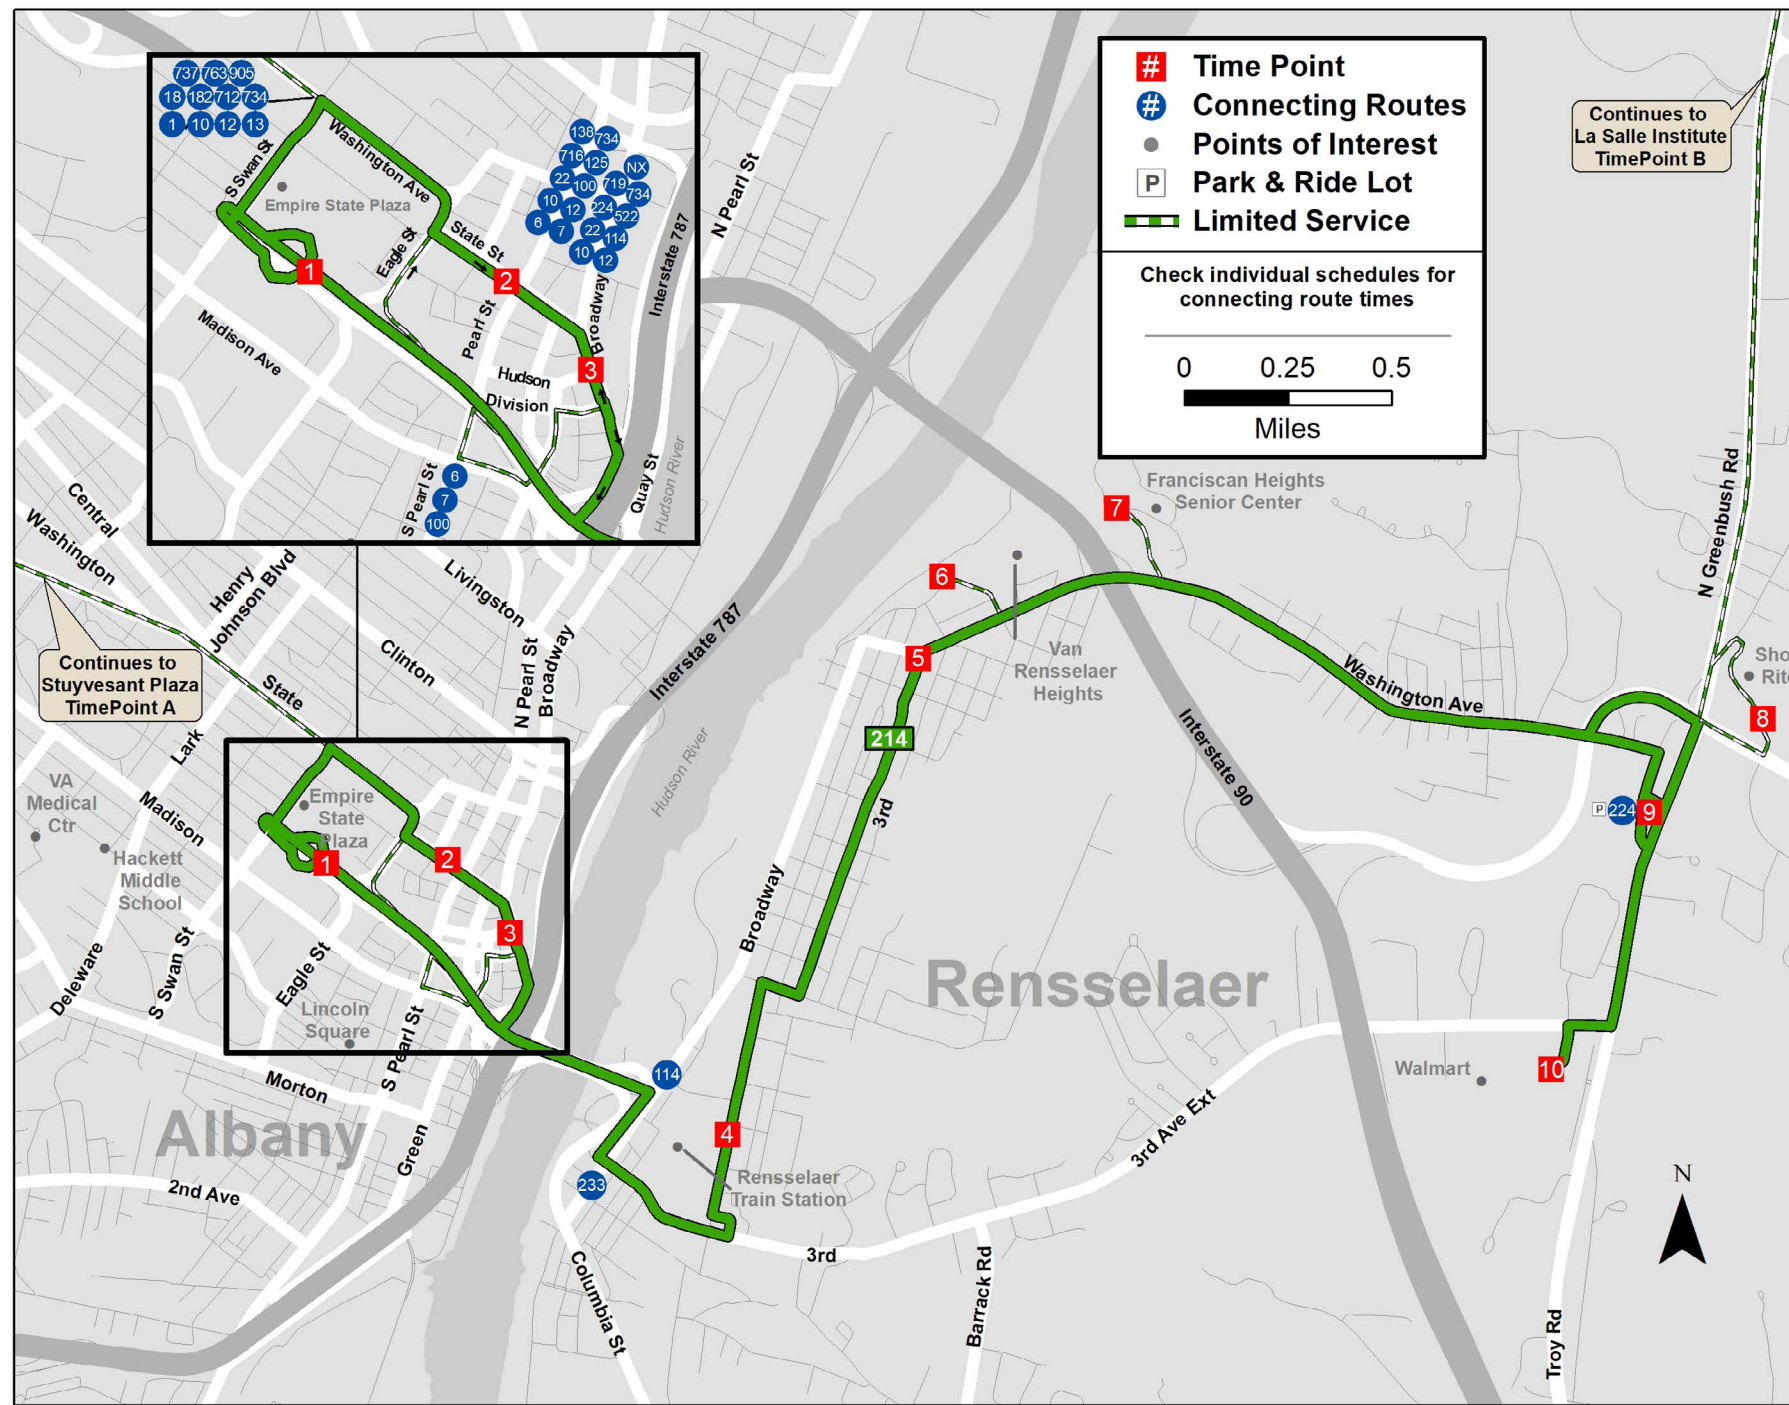 737 763 905
18 182 712 734
1 10 12 13
S Swan St
Washington Ave
Empire State Plaza
Eagle St
State St
Madison Ave
Pearl St
Broadway
Interstate 787
Hudson
Division
Quay St
Hudson River
S Pearl St
138 734
716 125 NX
22 100 719 734
10 12 224 522
6 7 22 114
10 12
6
7
100
1
2
3
# Time Point
# Connecting Routes
Points of Interest
P Park & Ride Lot
Limited Service
Check individual schedules for
connecting route times
0 0.25 0.5
Miles
Continues to
La Salle Institute
TimePoint B
N Pearl St
N Greenbush Rd
Franciscan Heights
Senior Center
7
6
5
Van
Rensselaer
Heights
Washington Ave
Interstate 90
8
P 224 9
214
3rd
Broadway
Central
Washington
Henry
Johnson Blvd
Livingston
Clinton
N Pearl St
Broadway
Interstate 787
Hudson River
Continues to
Stuyvesant Plaza
TimePoint A
State
Lark
Madison
VA
Medical
Ctr
Hackett
Middle
School
Empire
State
Plaza
1
2
3
Deleware
S Swan St
Eagle St
Lincoln
Square
S Pearl St
Morton
Green
Albany
2nd Ave
Rensselaer
114
233
4
Rensselaer
Train Station
3rd
3rd Ave Ext
Barrack Rd
Columbia St
Walmart
10
Troy Rd
N